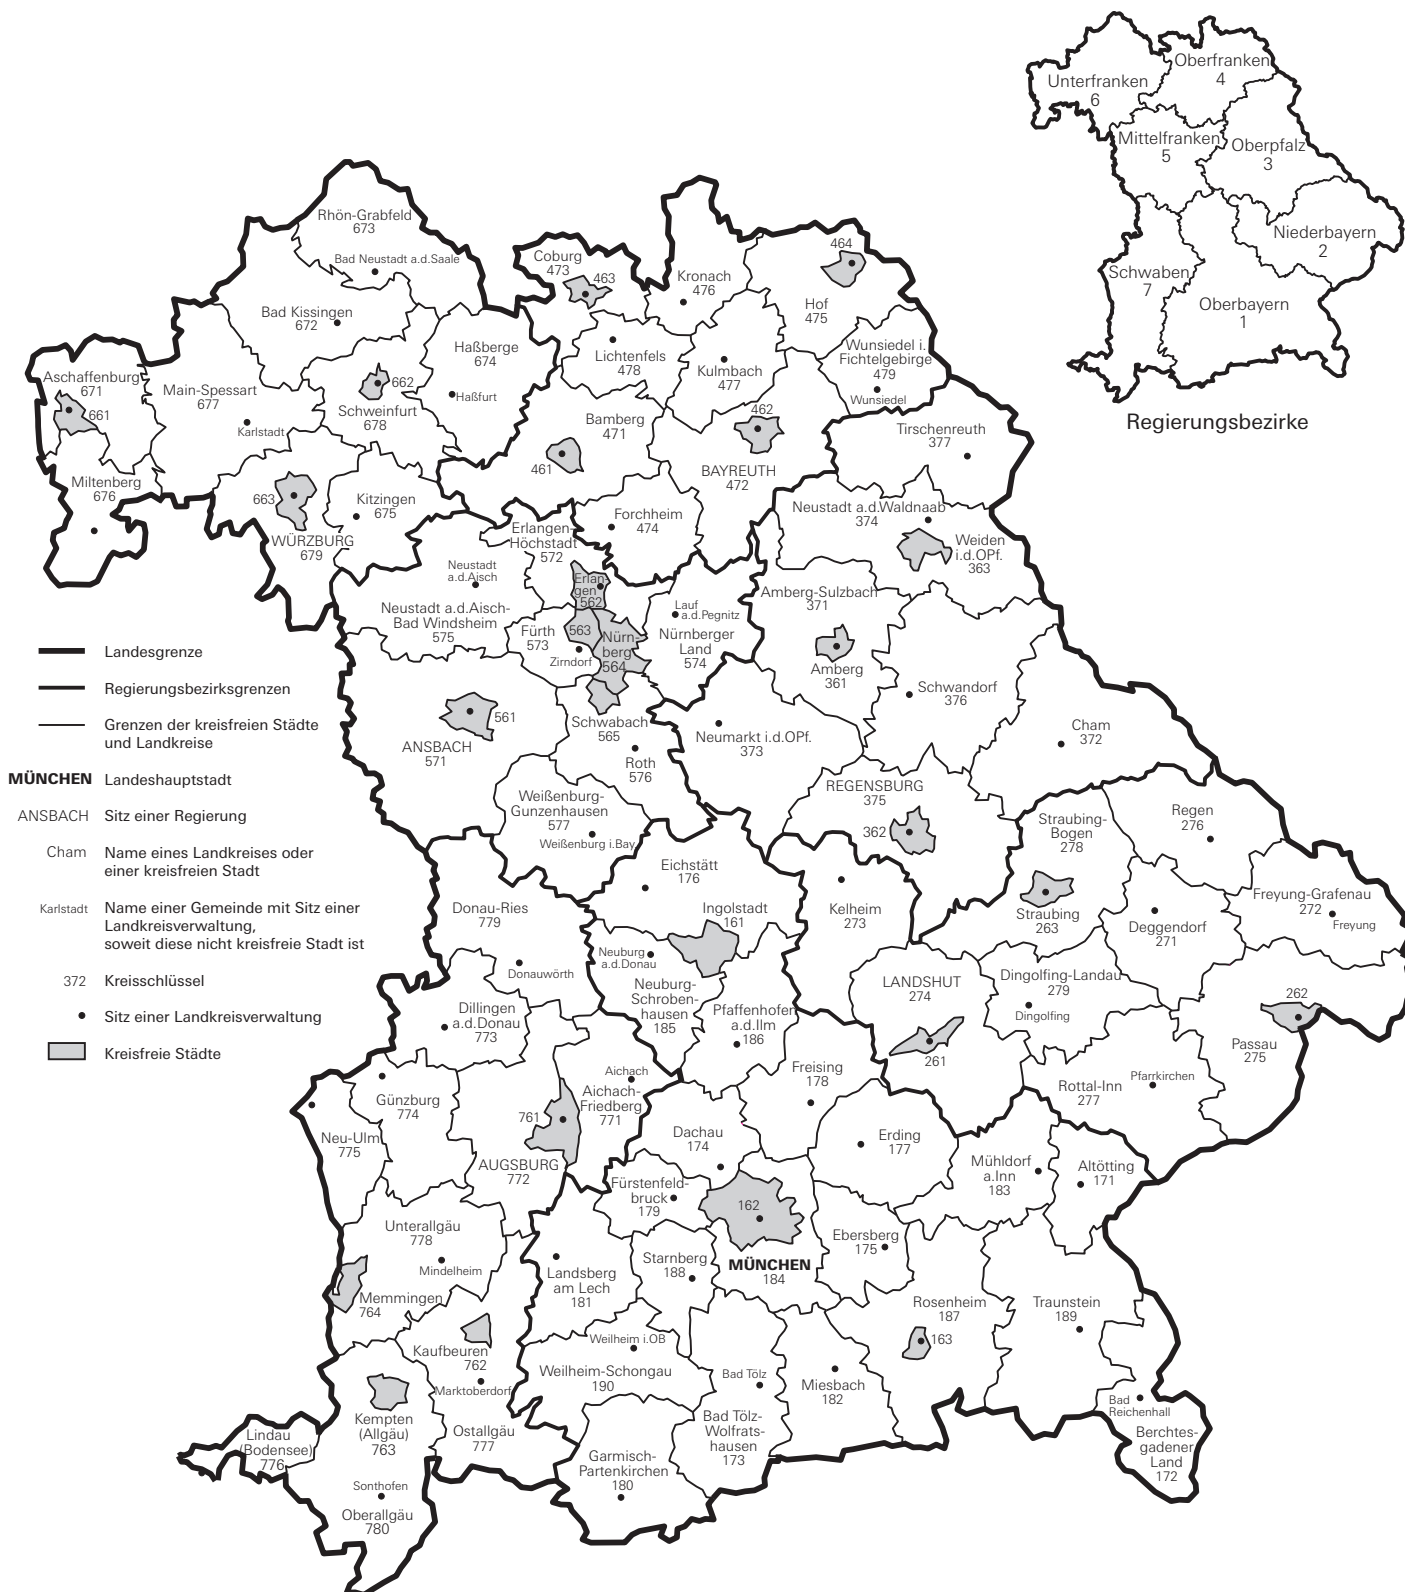 Oberfranken
4
Unterfranken
6
Mittelfranken
5
Oberpfalz
3
Niederbayern
2
Schwaben
7
Oberbayern
1
Regierungsbezirke
Rhön-Grabfeld
673
Bad Neustadt a.d.Saale
Coburg
473
463
Kronach
476
464
Hof
475
Bad Kissingen
672
Haßberge
674
Haßfurt
Lichtenfels
478
Kulmbach
477
Wunsiedel i.
Fichtelgebirge
479
Wunsiedel
Aschaffenburg
671
661
Main-Spessart
677
Karlstadt
662
Schweinfurt
678
Bamberg
471
461
462
BAYREUTH
472
Tirschenreuth
377
Miltenberg
676
663
WÜRZBURG
679
Kitzingen
675
Forchheim
474
Neustadt a.d.Waldnaab
374
Weiden
i.d.OPf.
363
Erlangen-
Höchstadt
572
Neustadt
a.d.Aisch
Neustadt a.d.Aisch-
Bad Windsheim
575
Erlan-
gen
562
Fürth
573
563
Zirndorf
Nürn-
berg
564
Lauf
a.d.Pegnitz
Nürnberger
Land
574
Amberg-Sulzbach
371
Amberg
361
Schwandorf
376
Cham
372
561
ANSBACH
571
Schwabach
565
Roth
576
Neumarkt i.d.OPf.
373
Weißenburg-
Gunzenhausen
577
Weißenburg i.Bay.
REGENSBURG
375
362
Straubing-
Bogen
278
Straubing
263
Regen
276
Landesgrenze
Regierungsbezirksgrenzen
Grenzen der kreisfreien Städte
und Landkreise
MÜNCHEN Landeshauptstadt
ANSBACH Sitz einer Regierung
Cham Name eines Landkreises oder
einer kreisfreien Stadt
Karlstadt Name einer Gemeinde mit Sitz einer
Landkreisverwaltung,
soweit diese nicht kreisfreie Stadt ist
372 Kreisschlüssel
Sitz einer Landkreisverwaltung
Kreisfreie Städte
Eichstätt
176
Ingolstadt
161
Kelheim
273
Deggendorf
271
Freyung-Grafenau
272
Freyung
Donau-Ries
779
Donauwörth
Neuburg
a.d.Donau
Neuburg-
Schroben-
hausen
185
Pfaffenhofen
a.d.Ilm
186
LANDSHUT
274
261
Dingolfing-Landau
279
Dingolfing
262
Passau
275
Dillingen
a.d.Donau
773
Günzburg
774
Neu-Ulm
775
Aichach
Aichach-
Friedberg
771
761
AUGSBURG
772
Freising
178
Rottal-Inn
277
Pfarrkirchen
Dachau
174
Erding
177
Mühldorf
a.Inn
183
Altötting
171
Fürstenfeld-
bruck
179
162
MÜNCHEN
184
Ebersberg
175
Unterallgäu
778
Mindelheim
Memmingen
764
Landsberg
am Lech
181
Starnberg
188
Rosenheim
187
163
Traunstein
189
Kaufbeuren
762
Marktoberdorf
Ostallgäu
777
Weilheim i.OB
Weilheim-Schongau
190
Bad Tölz
Bad Tölz-
Wolfrats-
hausen
173
Miesbach
182
Bad
Reichenhall
Berchtes-
gadener
Land
172
Kempten
(Allgäu)
763
Lindau
(Bodensee)
776
Sonthofen
Oberallgäu
780
Garmisch-
Partenkirchen
180